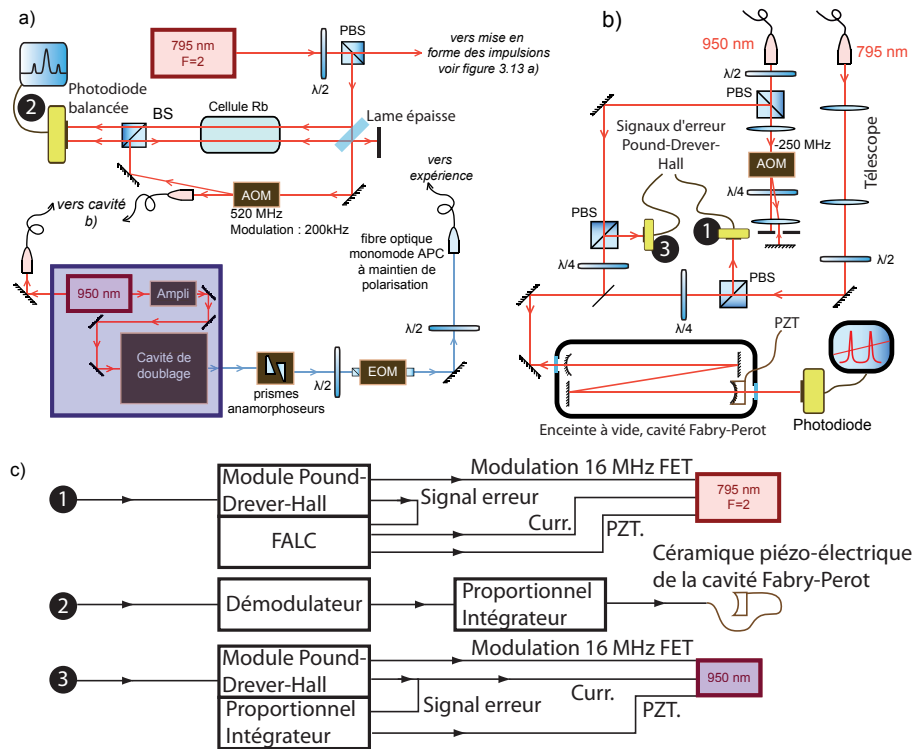 a)
795 nm
F=2
λ/2
PBS
vers mise en
forme des impulsions
voir figure 3.13 a)
2
Photodiode
balancée
BS
Cellule Rb
Lame épaisse
AOM
520 MHz
Modulation : 200kHz
vers cavité
b)
vers
expérience
fibre optique
monomode APC
à maintien de
polarisation
950 nm
Ampli
Cavité de
doublage
prismes
anamorphoseurs
λ/2
EOM
λ/2
b)
950 nm
795 nm
λ/2
PBS
Signaux d'erreur
Pound-Drever-
Hall
-250 MHz
AOM
λ/4
Télescope
PBS
3
1
λ/4
PBS
λ/2
λ/4
PZT
Enceinte à vide, cavité Fabry-Perot
Photodiode
c)
1
Module Pound-
Drever-Hall
FALC
Modulation 16 MHz FET
Signal erreur
Curr.
PZT.
795 nm
F=2
2
Démodulateur
Proportionnel
Intégrateur
Céramique piézo-électrique
de la cavité Fabry-Perot
3
Module Pound-
Drever-Hall
Proportionnel
Intégrateur
Modulation 16 MHz FET
Signal erreur
Curr.
PZT.
950 nm